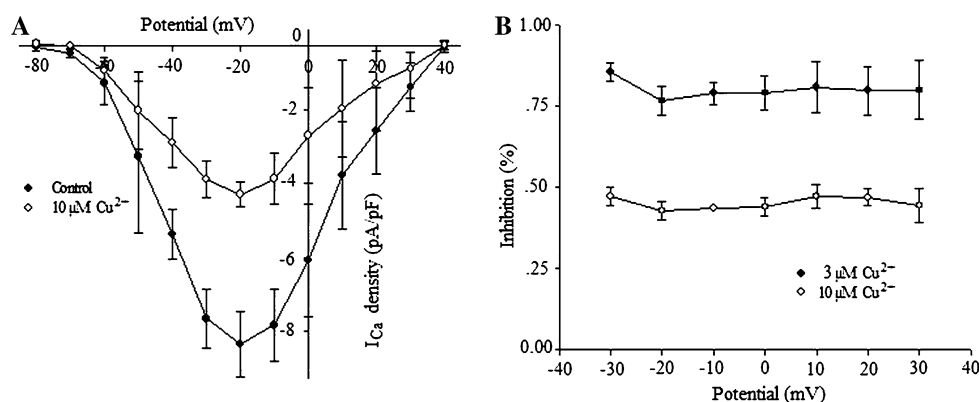 A
Potential (mV)
0
-80 -60 -40 -20 0 20 40
-2
-4
-6
-8
Control
10 μM Cu²⁺
I_Ca density (pA/pF)
B
1.00
.75
.50
.25
0.00
Inhibition (%)
3 μM Cu²⁺
10 μM Cu²⁺
-40 -30 -20 -10 0 10 20 30 40
Potential (mV)